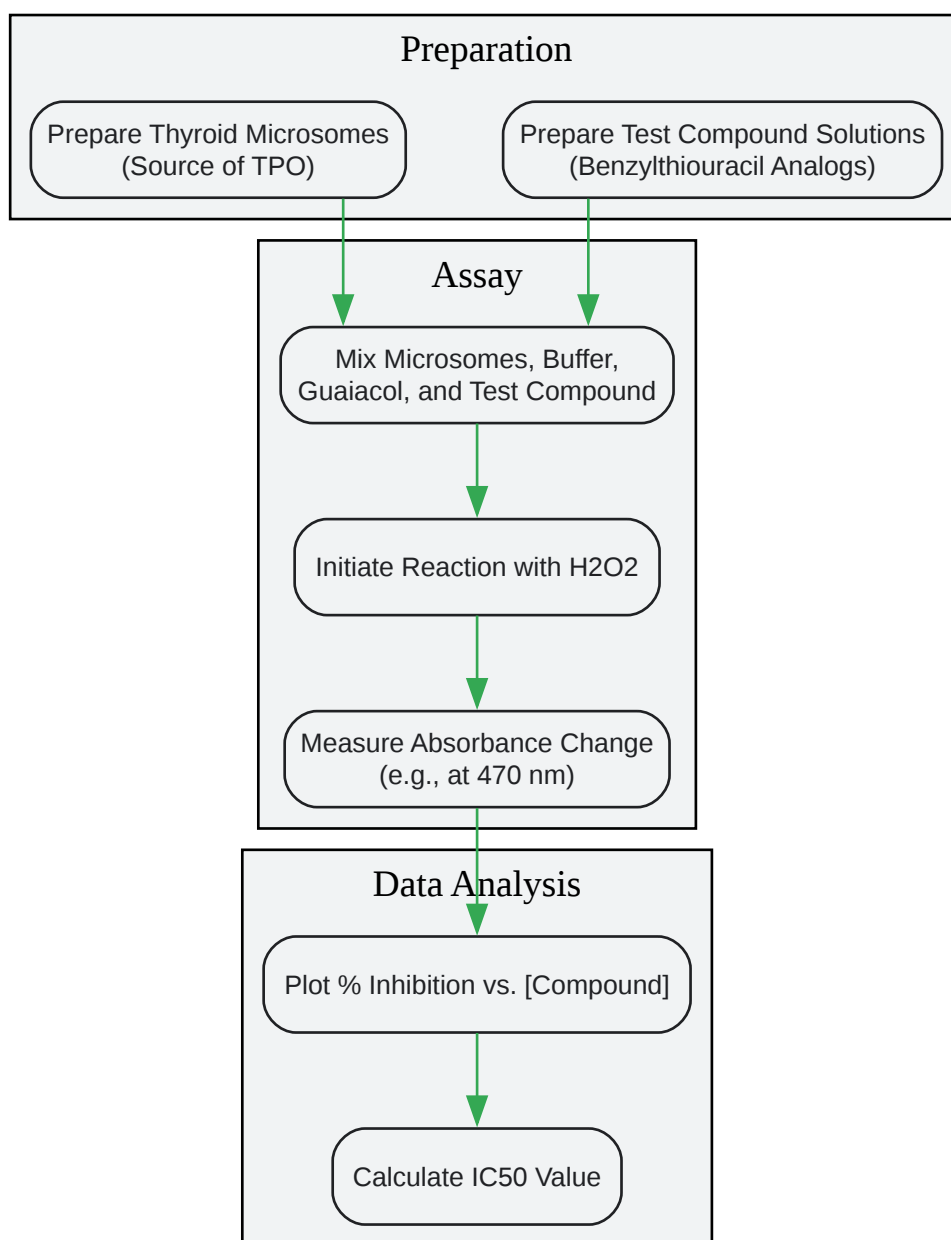 Preparation
Prepare Thyroid Microsomes
(Source of TPO)
Prepare Test Compound Solutions
(Benzylthiouracil Analogs)
Assay
Mix Microsomes, Buffer,
Guaiacol, and Test Compound
Initiate Reaction with H2O2
Measure Absorbance Change
(e.g., at 470 nm)
Data Analysis
Plot % Inhibition vs. [Compound]
Calculate IC50 Value